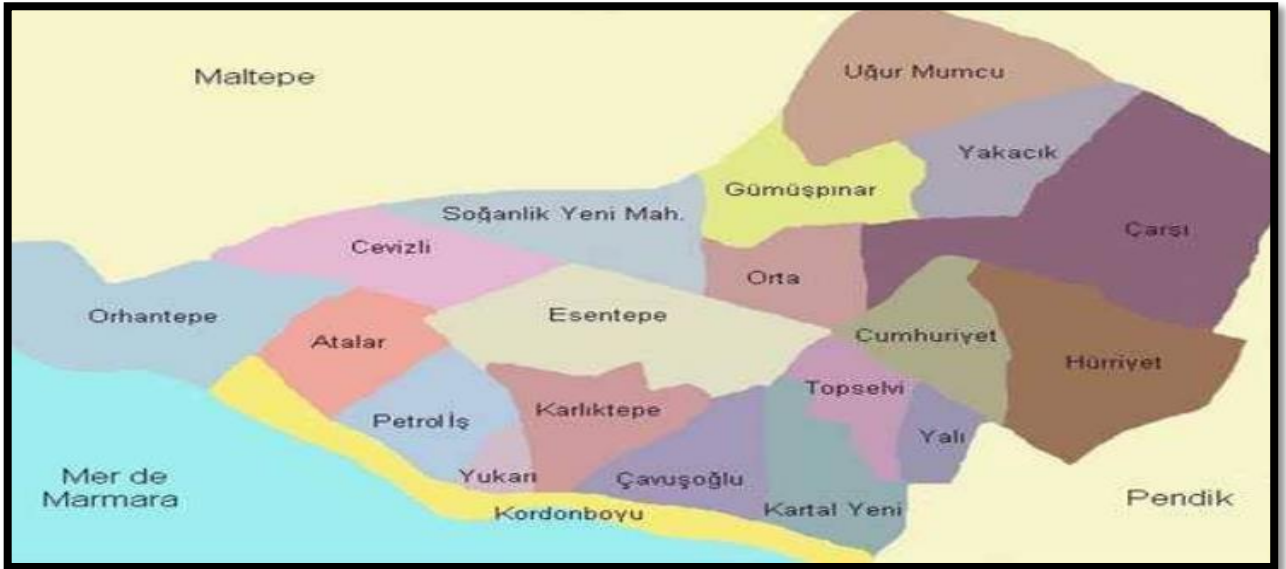 Maltepe
Uğur Mumcu
Yakacık
Gümüşpınar
Soğanlik Yeni Mah.
Çarşı
Cevizli
Orta
Orhantepe
Esentepe
Atalar
Cumhuriyet
Hürriyet
Topselvi
Karlıktepe
Petrol İş
Yalı
Yukarı
Çavuşoğlu
Mer de
Marmara
Kordonboyu
Kartal Yeni
Pendik